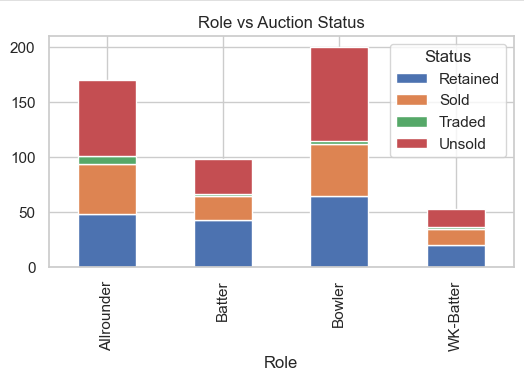 Role vs Auction Status
200
150
100
50
0
Status
Retained
Sold
Traded
Unsold
Allrounder
Batter
Bowler
WK-Batter
Role